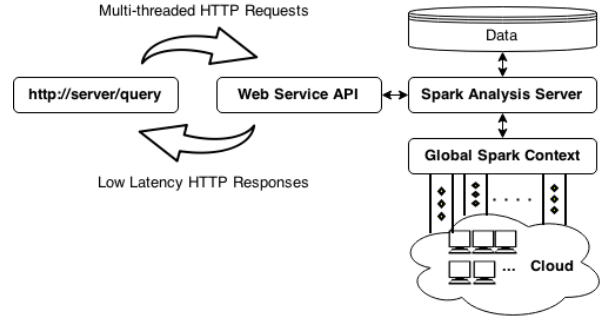 Multi-threaded HTTP Requests
Data
http://server/query
Web Service API
Spark Analysis Server
Global Spark Context
Low Latency HTTP Responses
. . . .
... Cloud